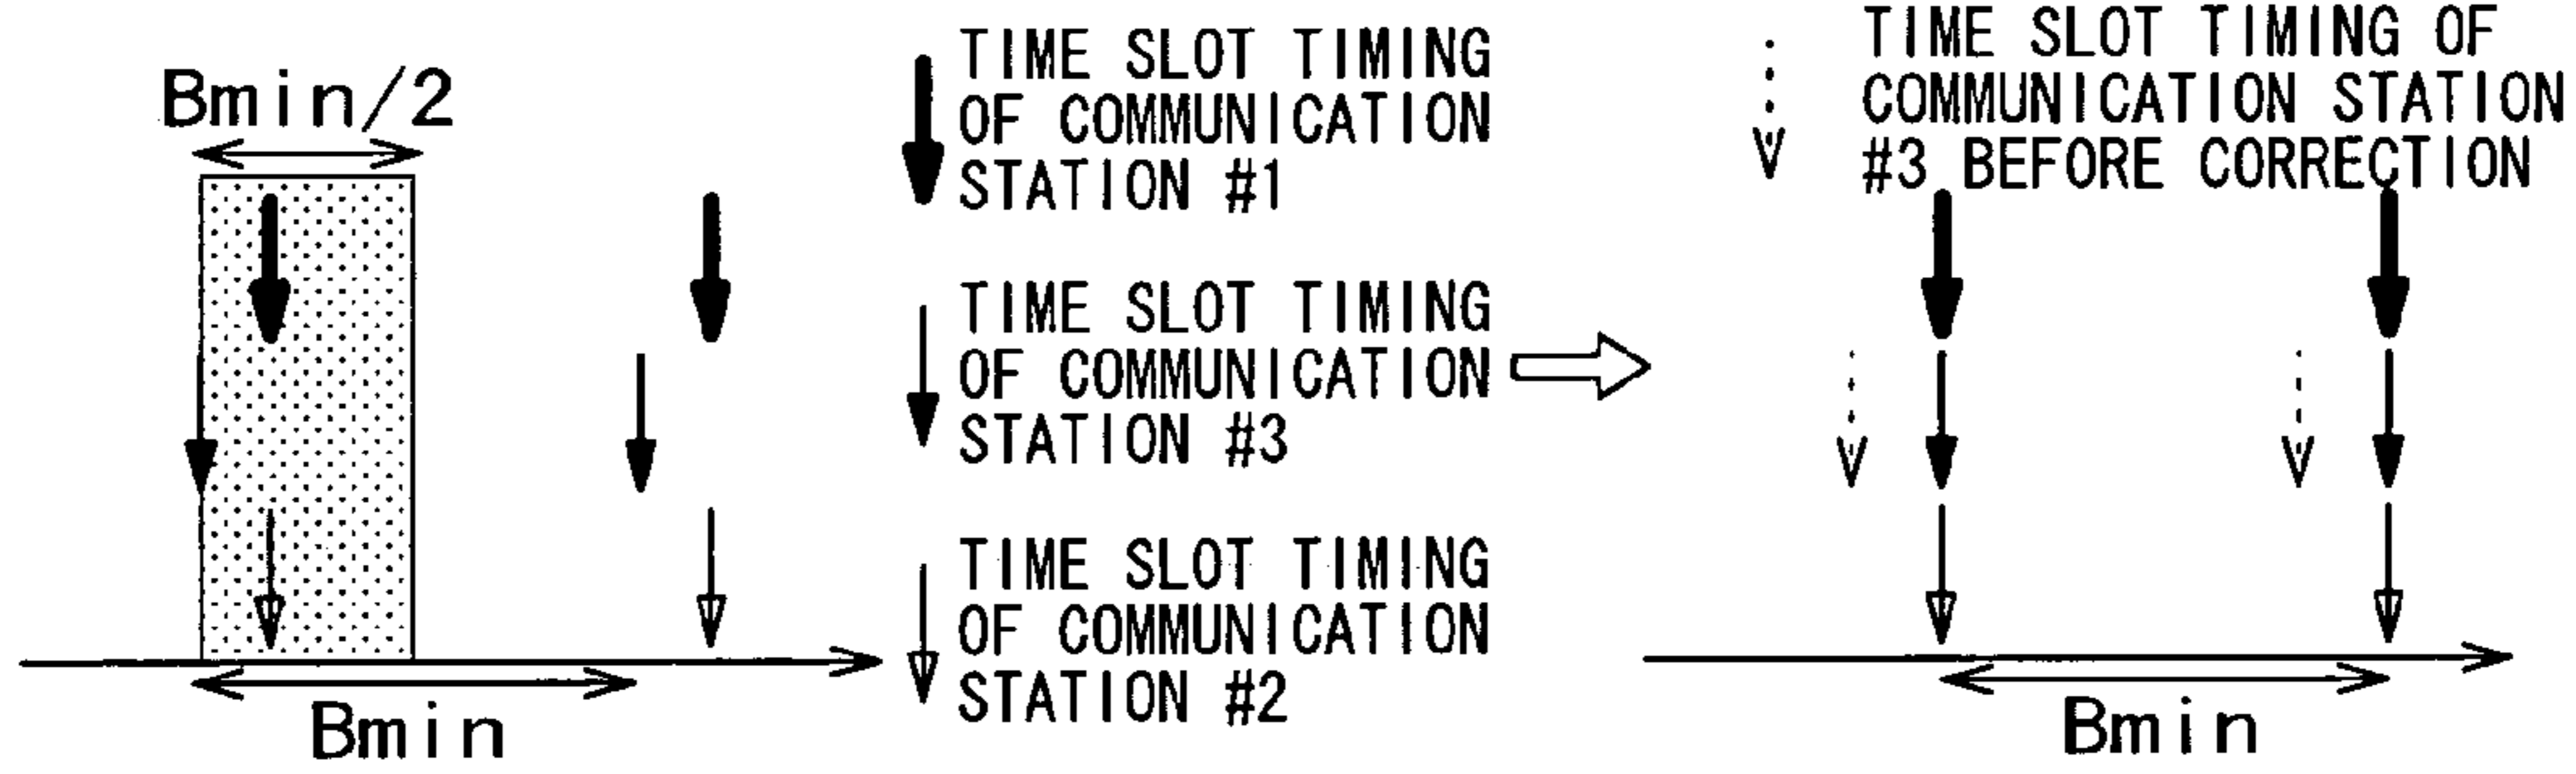 Bmin/2
Bmin
TIME SLOT TIMING
OF COMMUNICATION
STATION #1
TIME SLOT TIMING
OF COMMUNICATION
STATION #3
TIME SLOT TIMING
OF COMMUNICATION
STATION #2
TIME SLOT TIMING OF
COMMUNICATION STATION
#3 BEFORE CORRECTION
Bmin